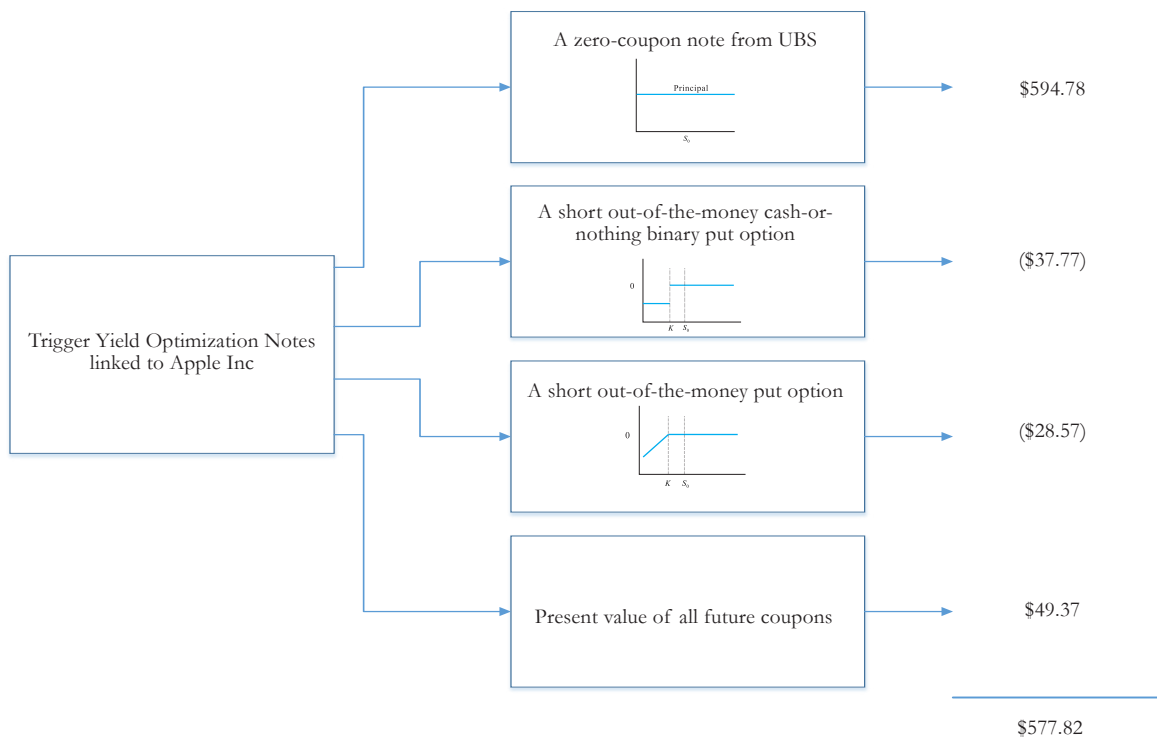 A zero-coupon note from UBS
Principal
S₀
$594.78
A short out-of-the-money cash-or-
nothing binary put option
0
K
S₀
($37.77)
Trigger Yield Optimization Notes
linked to Apple Inc
A short out-of-the-money put option
0
K
S₀
($28.57)
Present value of all future coupons
$49.37
$577.82